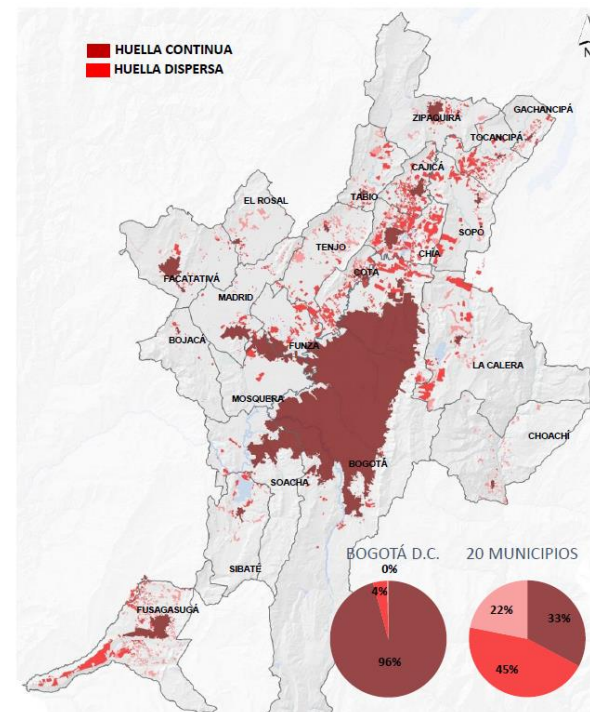 HUELLA CONTINUA
HUELLA DISPERSA
N
GACHANCIPÁ
ZIPAQUIRÁ
TOCANCIPÁ
CAJICÁ
TABIO
EL ROSAL
SOPÓ
TENJO
CHÍA
COTA
FACATATIVÁ
MADRID
BOJACÁ
FUNZA
LA CALERA
MOSQUERA
CHOACHÍ
BOGOTÁ
SOACHA
SIBATÉ
FUSAGASUGÁ
BOGOTÁ D.C.
0%
4%
96%
20 MUNICIPIOS
22%
33%
45%